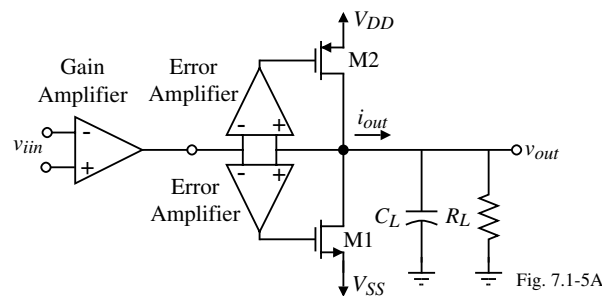 V_DD
M2
Gain
Amplifier
Error
Amplifier
i_out
- +
v_iin
-
+
v_out
- +
Error
Amplifier
M1
C_L
R_L
V_SS
Fig. 7.1-5A